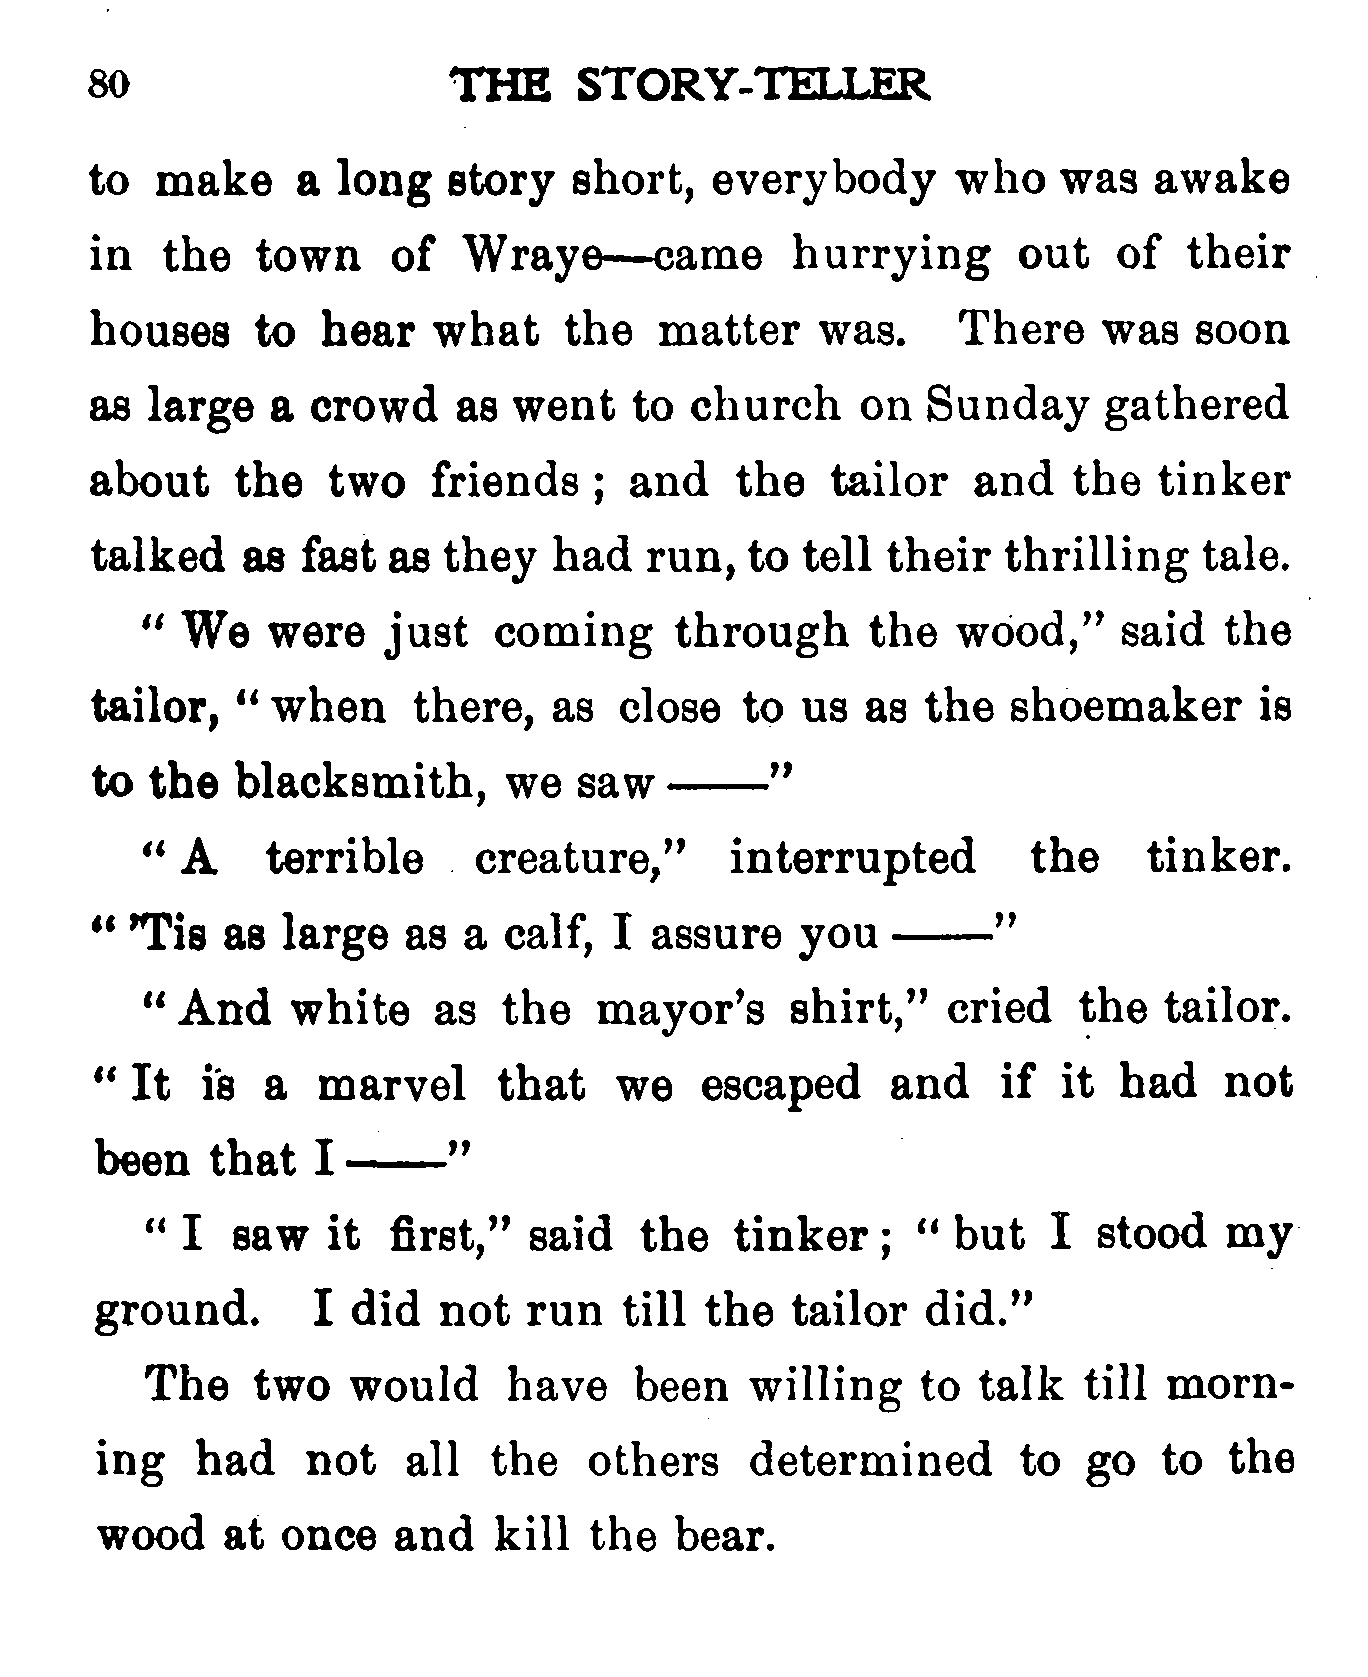 80 THE STORY-TELLER
to make a long story short, everybody who was awake
in the town of Wraye—came hurrying out of their
houses to hear what the matter was. There was soon
as large a crowd as went to church on Sunday gathered
about the two friends; and the tailor and the tinker
talked as fast as they had run, to tell their thrilling tale.
“We were just coming through the wood,” said the
tailor, “when there, as close to us as the shoemaker is
to the blacksmith, we saw ——”
“A terrible creature,” interrupted the tinker.
“’Tis as large as a calf, I assure you ——”
“And white as the mayor’s shirt,” cried the tailor.
“It is a marvel that we escaped and if it had not
been that I ——”
“I saw it first,” said the tinker; “but I stood my
ground. I did not run till the tailor did.”
The two would have been willing to talk till morn-
ing had not all the others determined to go to the
wood at once and kill the bear.